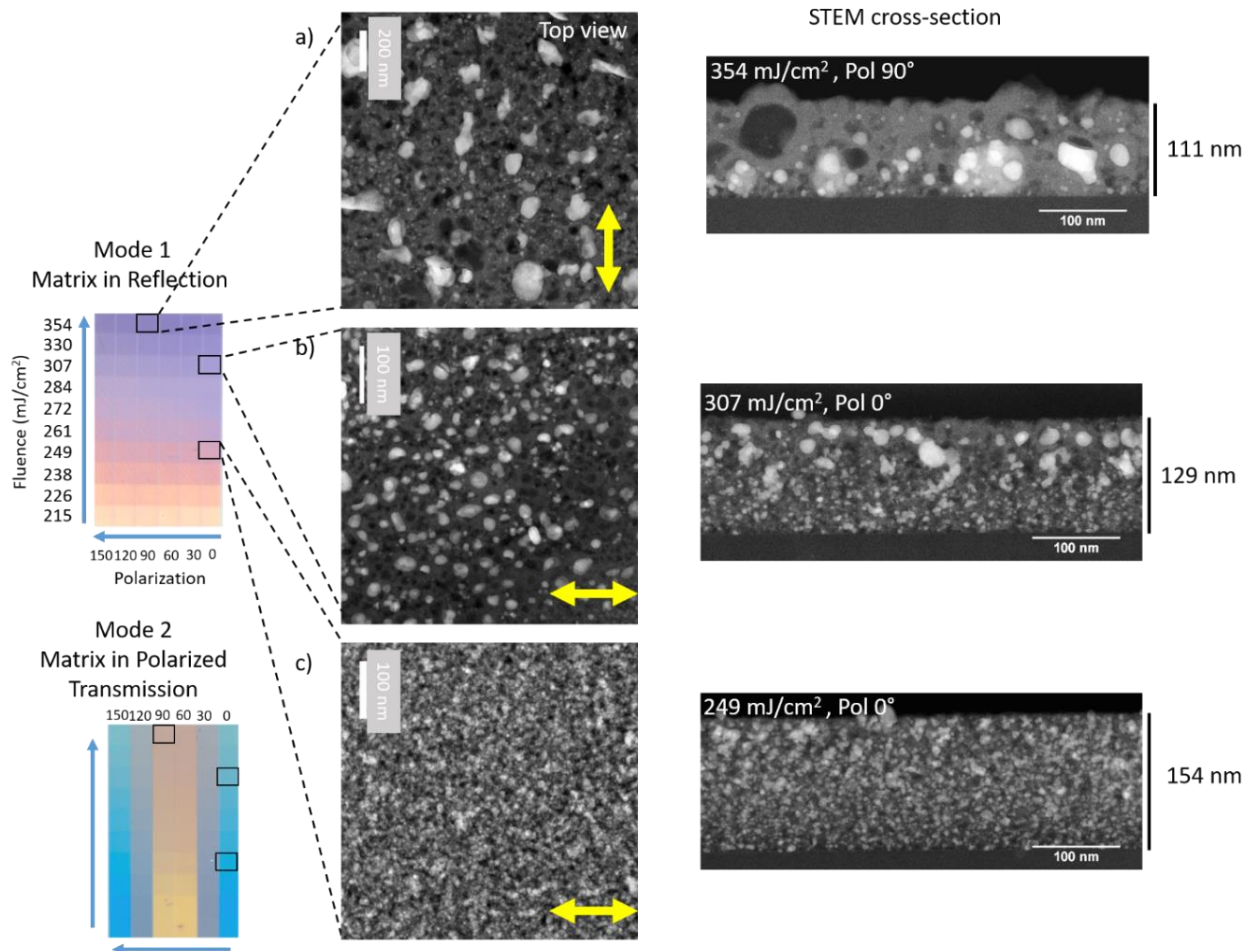 STEM cross-section
a)
Top view
200 nm
354 mJ/cm², Pol 90°
111 nm
100 nm
Mode 1
Matrix in Reflection
354
330
307
284
272
261
249
238
226
215
Fluence (mJ/cm²)
150 120 90 60 30 0
Polarization
b)
100 nm
307 mJ/cm², Pol 0°
129 nm
100 nm
Mode 2
Matrix in Polarized
Transmission
150 120 90 60 30 0
c)
100 nm
249 mJ/cm², Pol 0°
154 nm
100 nm